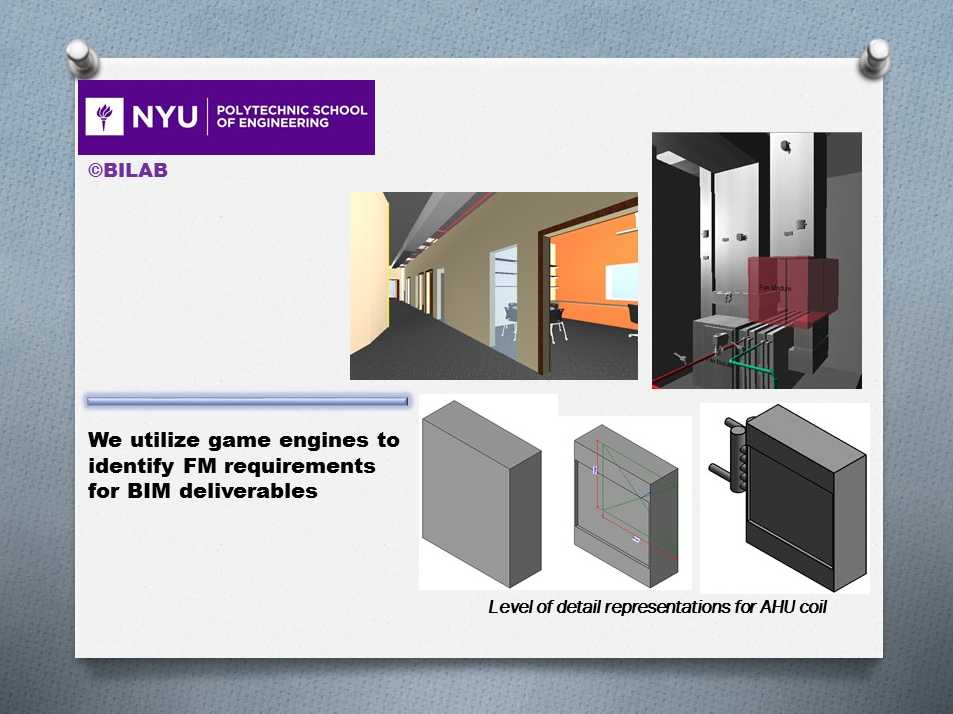 NYU
POLYTECHNIC SCHOOL
OF ENGINEERING
©BILAB
Fan Module
We utilize game engines to
identify FM requirements
for BIM deliverables
Level of detail representations for AHU coil